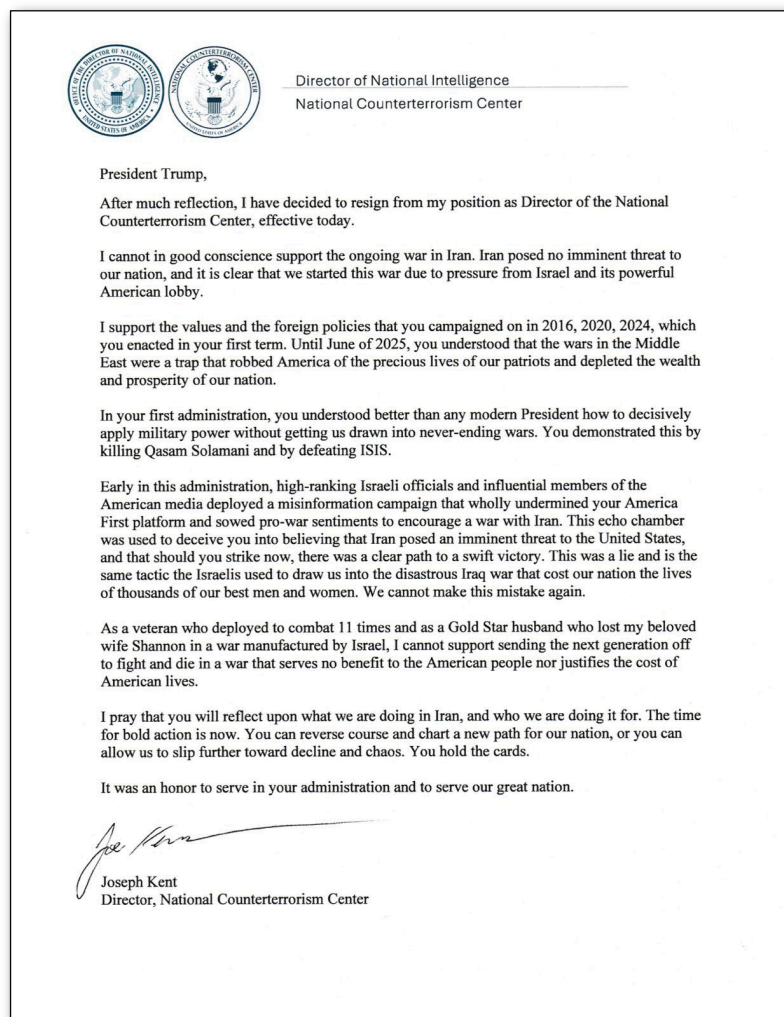 OFFICE OF THE DIRECTOR OF NATIONAL INTELLIGENCE
UNITED STATES OF AMERICA
NATIONAL COUNTERTERRORISM CENTER
UNITED STATES OF AMERICA
Director of National Intelligence
National Counterterrorism Center
President Trump,
After much reflection, I have decided to resign from my position as Director of the National
Counterterrorism Center, effective today.
I cannot in good conscience support the ongoing war in Iran. Iran posed no imminent threat to
our nation, and it is clear that we started this war due to pressure from Israel and its powerful
American lobby.
I support the values and the foreign policies that you campaigned on in 2016, 2020, 2024, which
you enacted in your first term. Until June of 2025, you understood that the wars in the Middle
East were a trap that robbed America of the precious lives of our patriots and depleted the wealth
and prosperity of our nation.
In your first administration, you understood better than any modern President how to decisively
apply military power without getting us drawn into never-ending wars. You demonstrated this by
killing Qasam Solamani and by defeating ISIS.
Early in this administration, high-ranking Israeli officials and influential members of the
American media deployed a misinformation campaign that wholly undermined your America
First platform and sowed pro-war sentiments to encourage a war with Iran. This echo chamber
was used to deceive you into believing that Iran posed an imminent threat to the United States,
and that should you strike now, there was a clear path to a swift victory. This was a lie and is the
same tactic the Israelis used to draw us into the disastrous Iraq war that cost our nation the lives
of thousands of our best men and women. We cannot make this mistake again.
As a veteran who deployed to combat 11 times and as a Gold Star husband who lost my beloved
wife Shannon in a war manufactured by Israel, I cannot support sending the next generation off
to fight and die in a war that serves no benefit to the American people nor justifies the cost of
American lives.
I pray that you will reflect upon what we are doing in Iran, and who we are doing it for. The time
for bold action is now. You can reverse course and chart a new path for our nation, or you can
allow us to slip further toward decline and chaos. You hold the cards.
It was an honor to serve in your administration and to serve our great nation.
Joe Kent
Joseph Kent
Director, National Counterterrorism Center